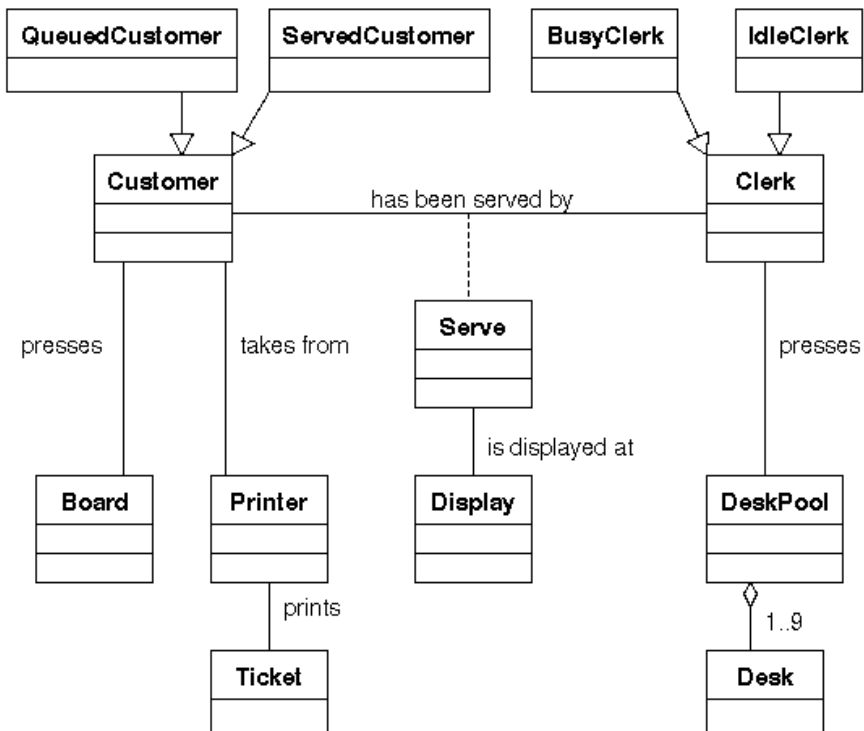 QueuedCustomer
ServedCustomer
BusyClerk
IdleClerk
Customer
Clerk
has been served by
Serve
presses
takes from
presses
is displayed at
Board
Printer
Display
DeskPool
prints
1..9
Ticket
Desk